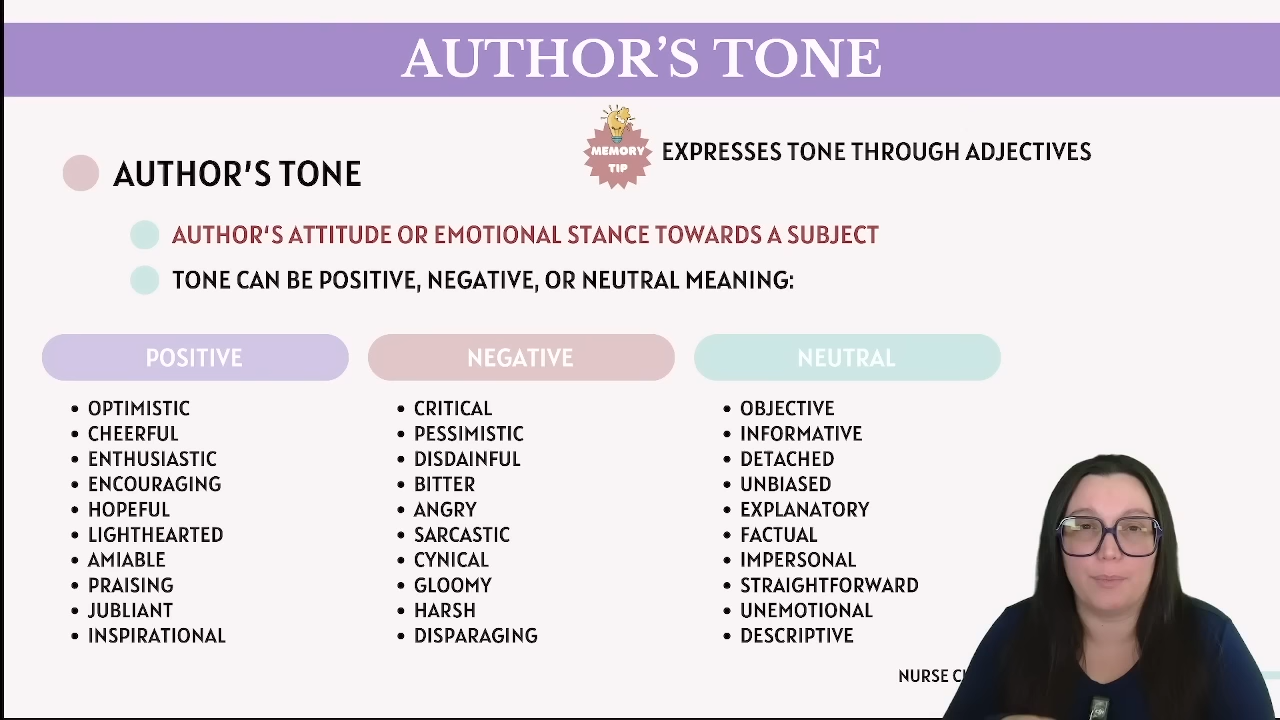 AUTHOR'S TONE
MEMORY
TIP
EXPRESSES TONE THROUGH ADJECTIVES
AUTHOR'S TONE
AUTHOR'S ATTITUDE OR EMOTIONAL STANCE TOWARDS A SUBJECT
TONE CAN BE POSITIVE, NEGATIVE, OR NEUTRAL MEANING:
POSITIVE
OPTIMISTIC
CHEERFUL
ENTHUSIASTIC
ENCOURAGING
HOPEFUL
LIGHTHEARTED
AMIABLE
PRAISING
JUBLIANT
INSPIRATIONAL
NEGATIVE
CRITICAL
PESSIMISTIC
DISDAINFUL
BITTER
ANGRY
SARCASTIC
CYNICAL
GLOOMY
HARSH
DISPARAGING
NEUTRAL
OBJECTIVE
INFORMATIVE
DETACHED
UNBIASED
EXPLANATORY
FACTUAL
IMPERSONAL
STRAIGHTFORWARD
UNEMOTIONAL
DESCRIPTIVE
NURSE